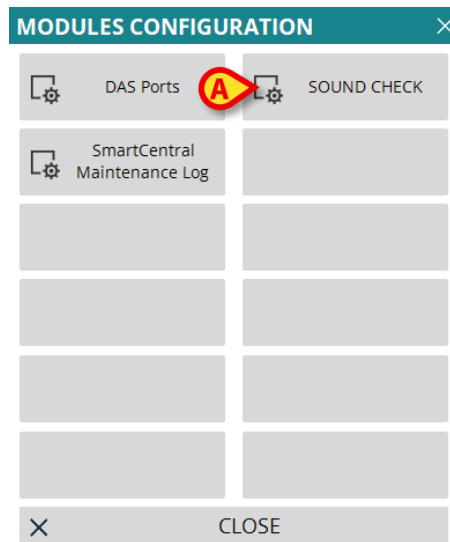 MODULES CONFIGURATION
DAS Ports
A
SOUND CHECK
SmartCentral
Maintenance Log
CLOSE